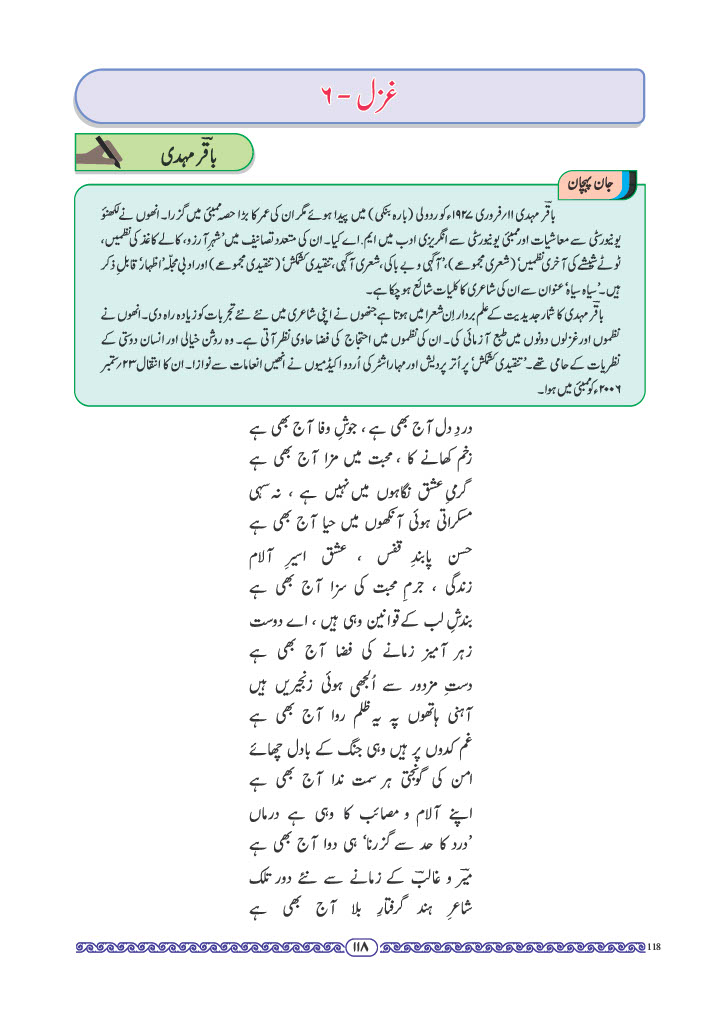 غزل - ۶
باقرؔ مہدی
جان پہچان
باقرؔ مہدی ۱۱؍فروری ۱۹۲۷ء کو ردولی (بارہ بنکی) میں پیدا ہوئے مگر ان کی عمر کا بڑا حصہ ممبئی میں گزرا۔ انھوں نے لکھنؤ
یونیورسٹی سے معاشیات اور ممبئی یونیورسٹی سے انگریزی ادب میں ایم۔اے کیا۔ ان کی متعدد تصانیف میں ’شہرِ آرزو، کالے کاغذ کی نظمیں،
ٹوٹے شیشے کی آخری نظمیں‘ (شعری مجموعے)، ’آگہی و بے باکی، شعری آگہی، تنقیدی کشمکش‘ (تنقیدی مجموعے) اور ادبی مجلّہ ’اظہار‘ قابلِ ذکر
ہیں۔ ’سیاہ سیاہ‘ عنوان سے ان کی شاعری کا کلیات شائع ہو چکا ہے۔
باقرؔ مہدی کا شمار جدیدیت کے علم بردار اِن شعرا میں ہوتا ہے جنھوں نے اپنی شاعری میں نئے نئے تجربات کو زیادہ راہ دی۔ انھوں نے
نظموں اور غزلوں دونوں میں طبع آزمائی کی۔ ان کی نظموں میں احتجاج کی فضا حاوی نظر آتی ہے۔ وہ روشن خیالی اور انسان دوستی کے
نظریات کے حامی تھے۔ ’تنقیدی کشمکش‘ پر اُتر پردیش اور مہاراشٹر کی اُردو اکیڈمیوں نے انھیں انعامات سے نوازا۔ ان کا انتقال ۲۳؍ستمبر
۲۰۰۶ء کو ممبئی میں ہوا۔
دردِ دل آج بھی ہے ، جوشِ وفا آج بھی ہے
زخم کھانے کا ، محبت میں مزا آج بھی ہے
گرمیِ عشق نگاہوں میں نہیں ہے ، نہ سہی
مسکراتی ہوئی آنکھوں میں حیا آج بھی ہے
حسن پابندِ قفس ، عشق اسیرِ آلام
زندگی ، جرمِ محبت کی سزا آج بھی ہے
بندشِ لب کے قوانین وہی ہیں ، اے دوست
زہر آمیز زمانے کی فضا آج بھی ہے
دستِ مزدور سے اُلجھی ہوئی زنجیریں ہیں
آہنی ہاتھوں پہ یہ ظلم روا آج بھی ہے
غم کدوں پر ہیں وہی جنگ کے بادل چھائے
امن کی گونجتی ہر سمت ندا آج بھی ہے
اپنے آلام و مصائب کا وہی ہے درماں
’درد کا حد سے گزرنا‘ ہی دوا آج بھی ہے
میرؔ و غالبؔ کے زمانے سے نئے دور تلک
شاعرِ ہند گرفتارِ بلا آج بھی ہے
۱۱۸
118